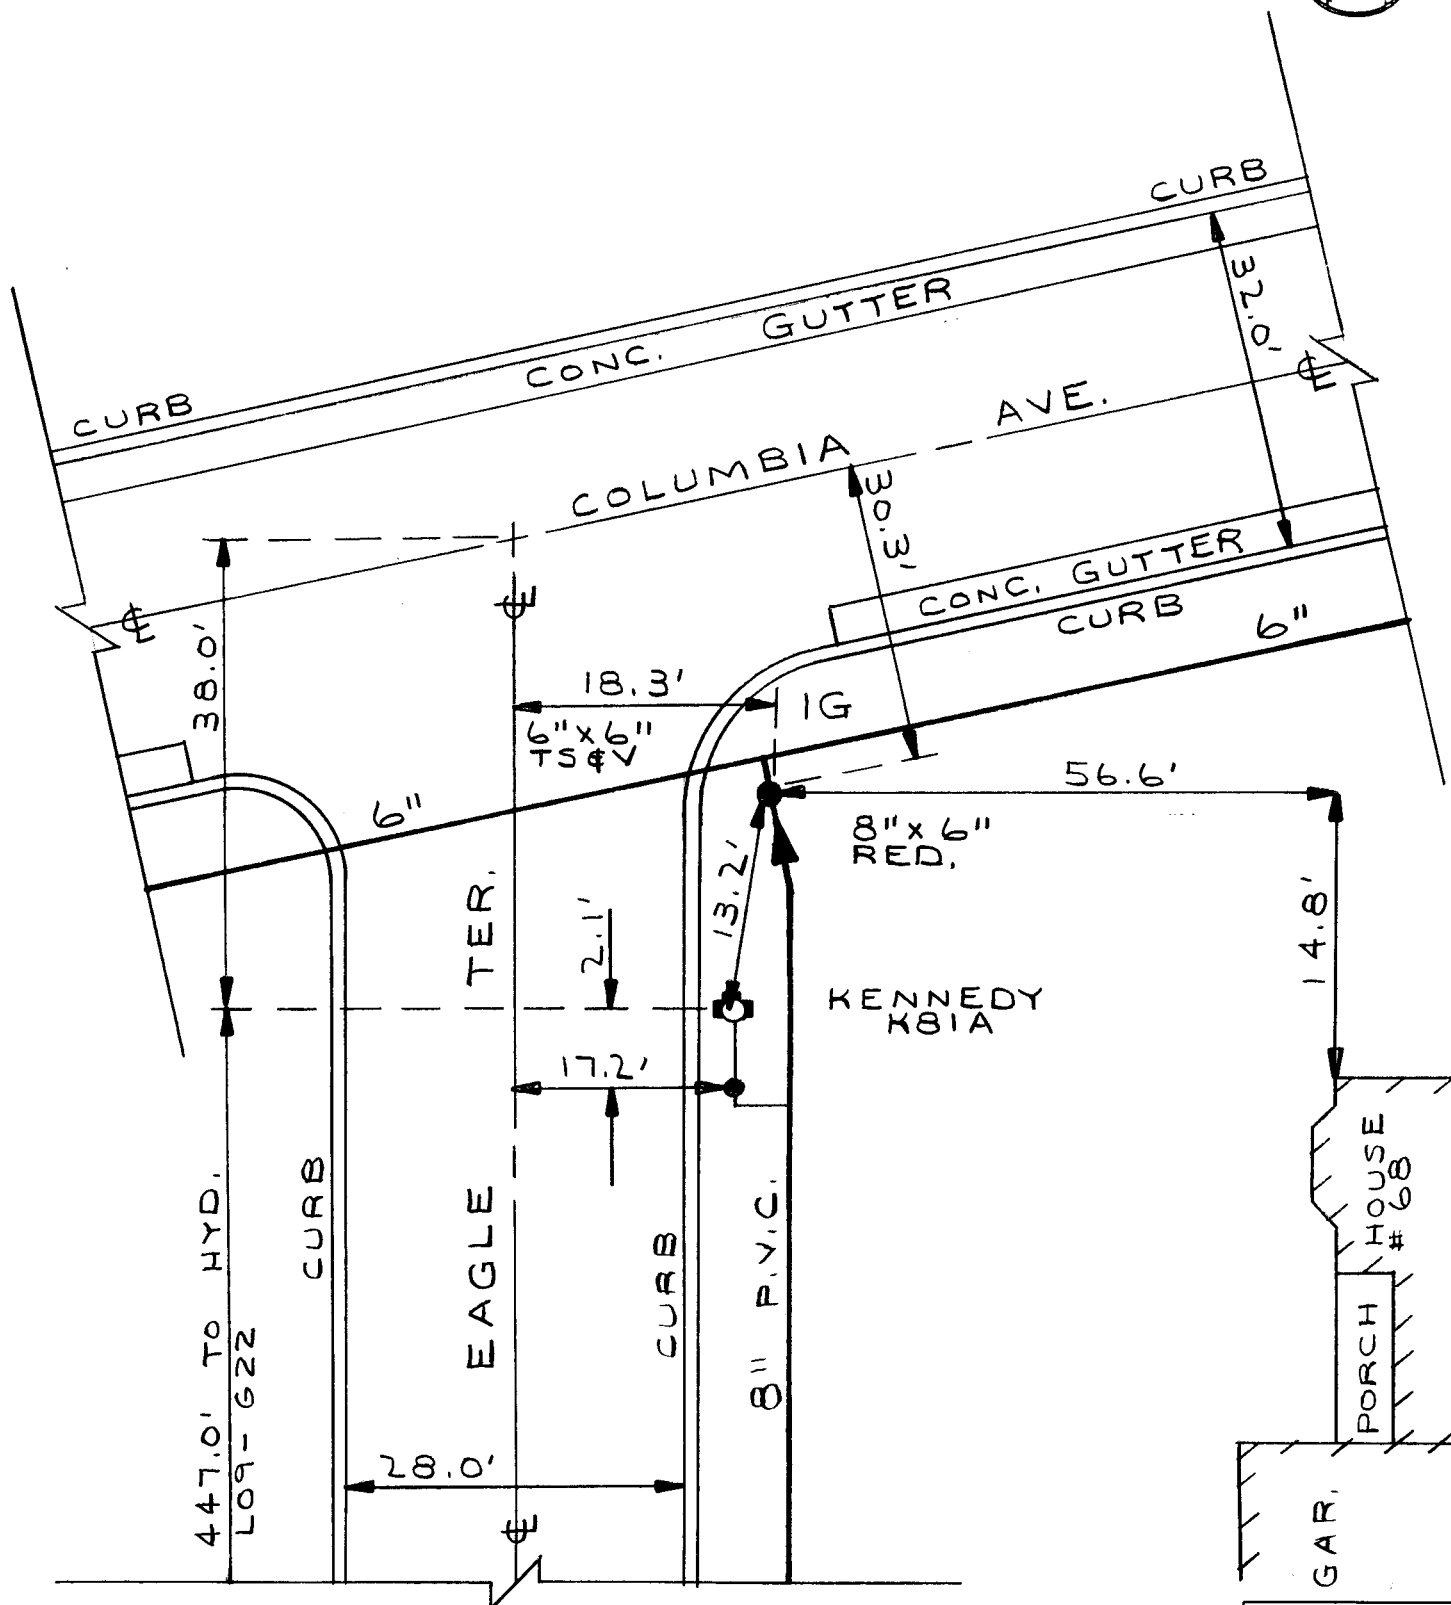 CURB
32.0'
CONC. GUTTER
CURB
℄
COLUMBIA AVE.
30.3'
℄
℄
38.0'
CONC. GUTTER
CURB
6"
18.3'
1G
6" x 6"
TS & V
56.6'
6"
8" x 6"
RED.
13.2'
2.1'
14.8'
EAGLE TER.
KENNEDY
K81A
17.2'
CURB
CURB
8" P.V.C.
HOUSE
# 68
PORCH
447.0' TO HYD.
L09-G22
28.0'
℄
GAR.